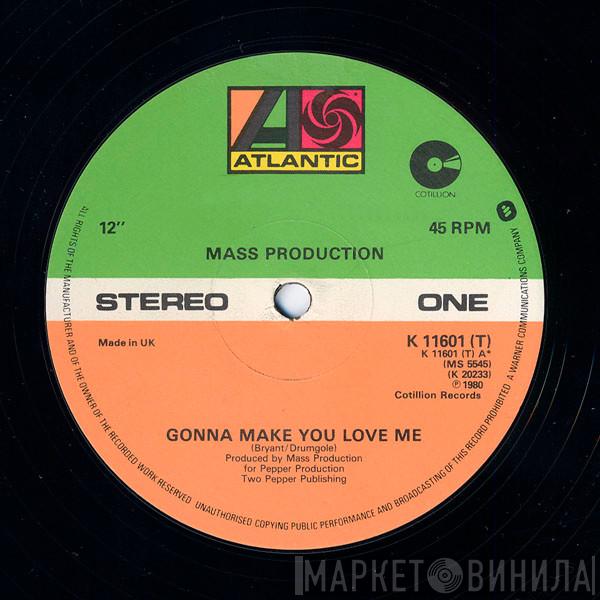 ATLANTIC
COTILLION
12"
45 RPM
MASS PRODUCTION
STEREO
ONE
Made in UK
K 11601 (T)
K 11601 (T) A*
(MS 5545)
(K 20233)
℗ 1980
Cotillion Records
GONNA MAKE YOU LOVE ME
(Bryant/Drumgole)
Produced by Mass Production
for Pepper Production
Two Pepper Publishing
ALL RIGHTS OF THE MANUFACTURER AND OF THE OWNER OF THE RECORDED WORK RESERVED UNAUTHORISED COPYING PUBLIC PERFORMANCE AND BROADCASTING OF THIS RECORD PROHIBITED A WARNER COMMUNICATIONS COMPANY
МАРКЕТ ВИНИЛА